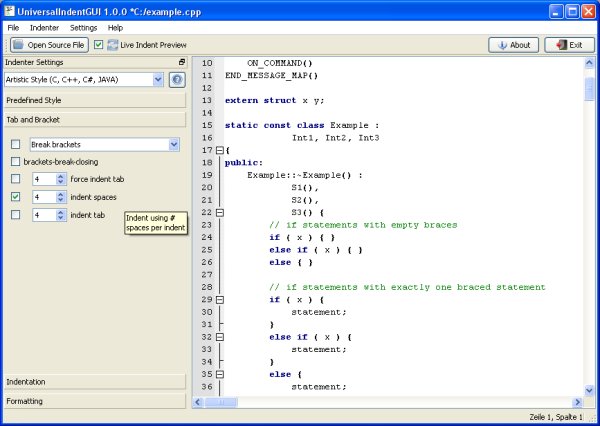 UniversalIndentGUI 1.0.0 *C:/example.cpp
File Indenter Settings Help
Open Source File Live Indent Preview About Exit
Indenter Settings
Artistic Style (C, C++, C#, JAVA)
Predefined Style
Tab and Bracket
Break brackets
brackets-break-closing
4 force indent tab
4 indent spaces
4 indent tab
Indent using #
spaces per indent
Indentation
Formatting
10 ON_COMMAND()
11 END_MESSAGE_MAP()
12
13 extern struct x y;
14
15 static const class Example :
16 Int1, Int2, Int3
17 {
18 public:
19 Example::~Example() :
20 S1(),
21 S2(),
22 S3() {
23 // if statements with empty braces
24 if ( x ) { }
25 else if ( x ) { }
26 else { }
27
28 // if statements with exactly one braced statement
29 if ( x ) {
30 statement;
31 }
32 else if ( x ) {
33 statement;
34 }
35 else {
36 statement;
Zeile 1, Spalte 1